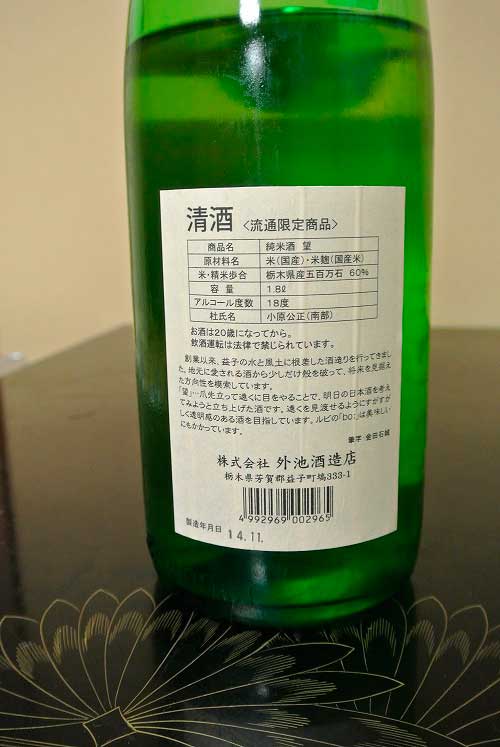 清酒 〈流通限定商品〉
商品名 純米酒 望
原材料名 米(国産)・米麹(国産米)
米・精米歩合 栃木県産五百万石 60%
容量 1.8ℓ
アルコール度数 18度
杜氏名 小原公正(南部)
お酒は20歳になってから。
飲酒運転は法律で禁じられています。
創業以来、益子の水と風土に根差した酒造りを行ってきまし
た。地元に愛される酒から少しだけ殻を破って、将来を見据え
た方向性を模索しています。
「望」…爪先立って遠くに目をやることで、明日の日本酒を考え
てみようと立ち上げた酒です。遠くを見渡せるようにすがすが
しく透明感のある酒を目指しています。ルビの「bo:」は美味しい
にもかかっています。
筆字:金田石城
株式会社 外池酒造店
栃木県芳賀郡益子町塙333-1
4992969002965
製造年月日 14.11.